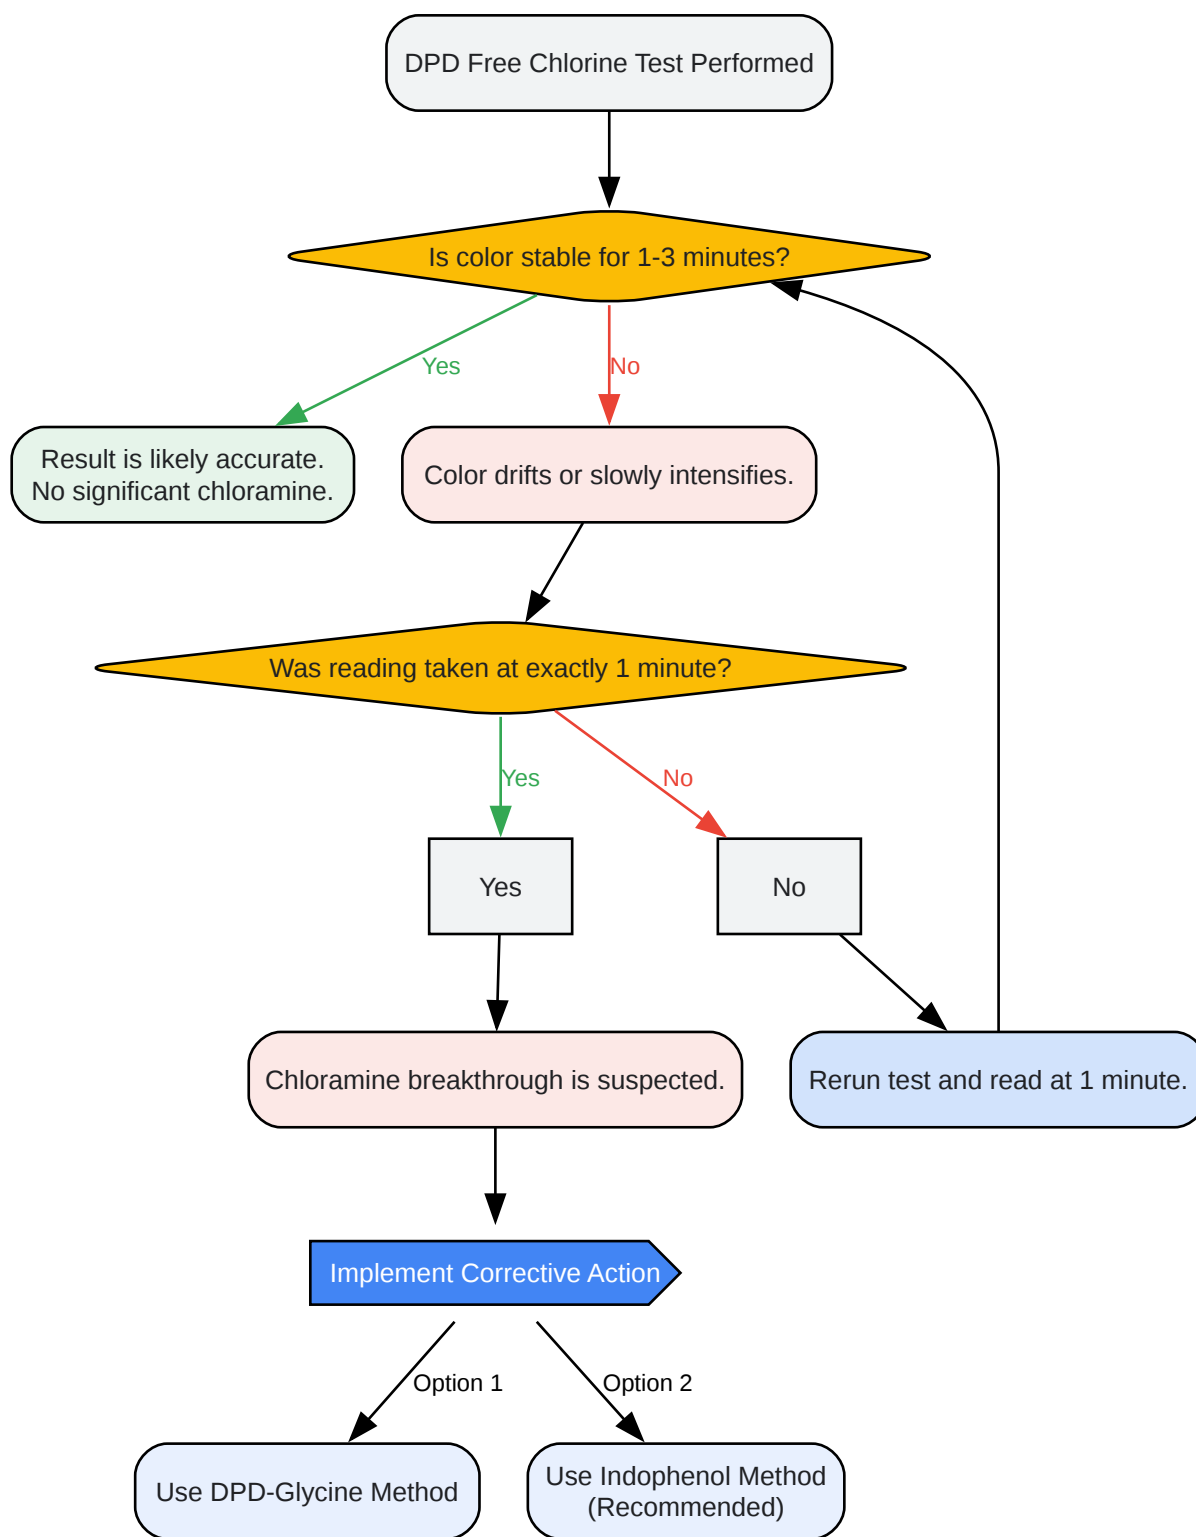 DPD Free Chlorine Test Performed
Is color stable for 1-3 minutes?
Yes
No
Result is likely accurate.
No significant chloramine.
Color drifts or slowly intensifies.
Was reading taken at exactly 1 minute?
Yes
No
Yes
No
Chloramine breakthrough is suspected.
Rerun test and read at 1 minute.
Implement Corrective Action
Option 1
Option 2
Use DPD-Glycine Method
Use Indophenol Method
(Recommended)